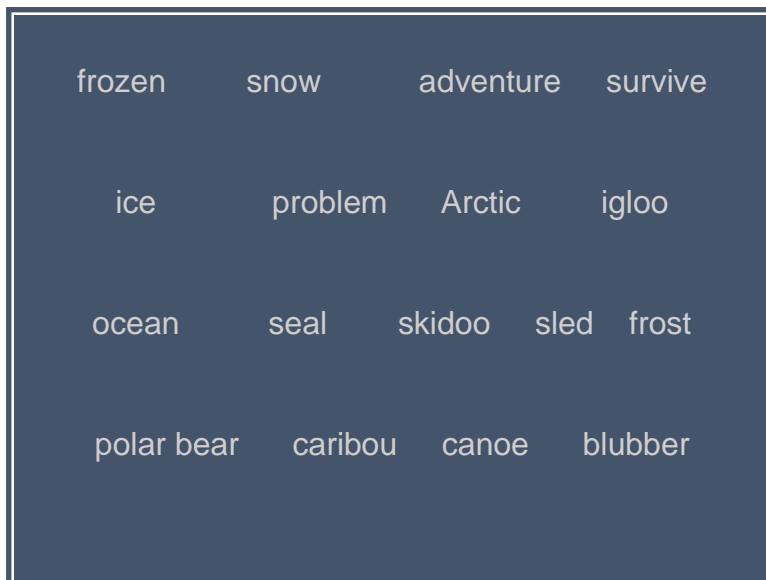 frozen snow adventure survive
ice problem Arctic igloo
ocean seal skidoo sled frost
polar bear caribou canoe blubber